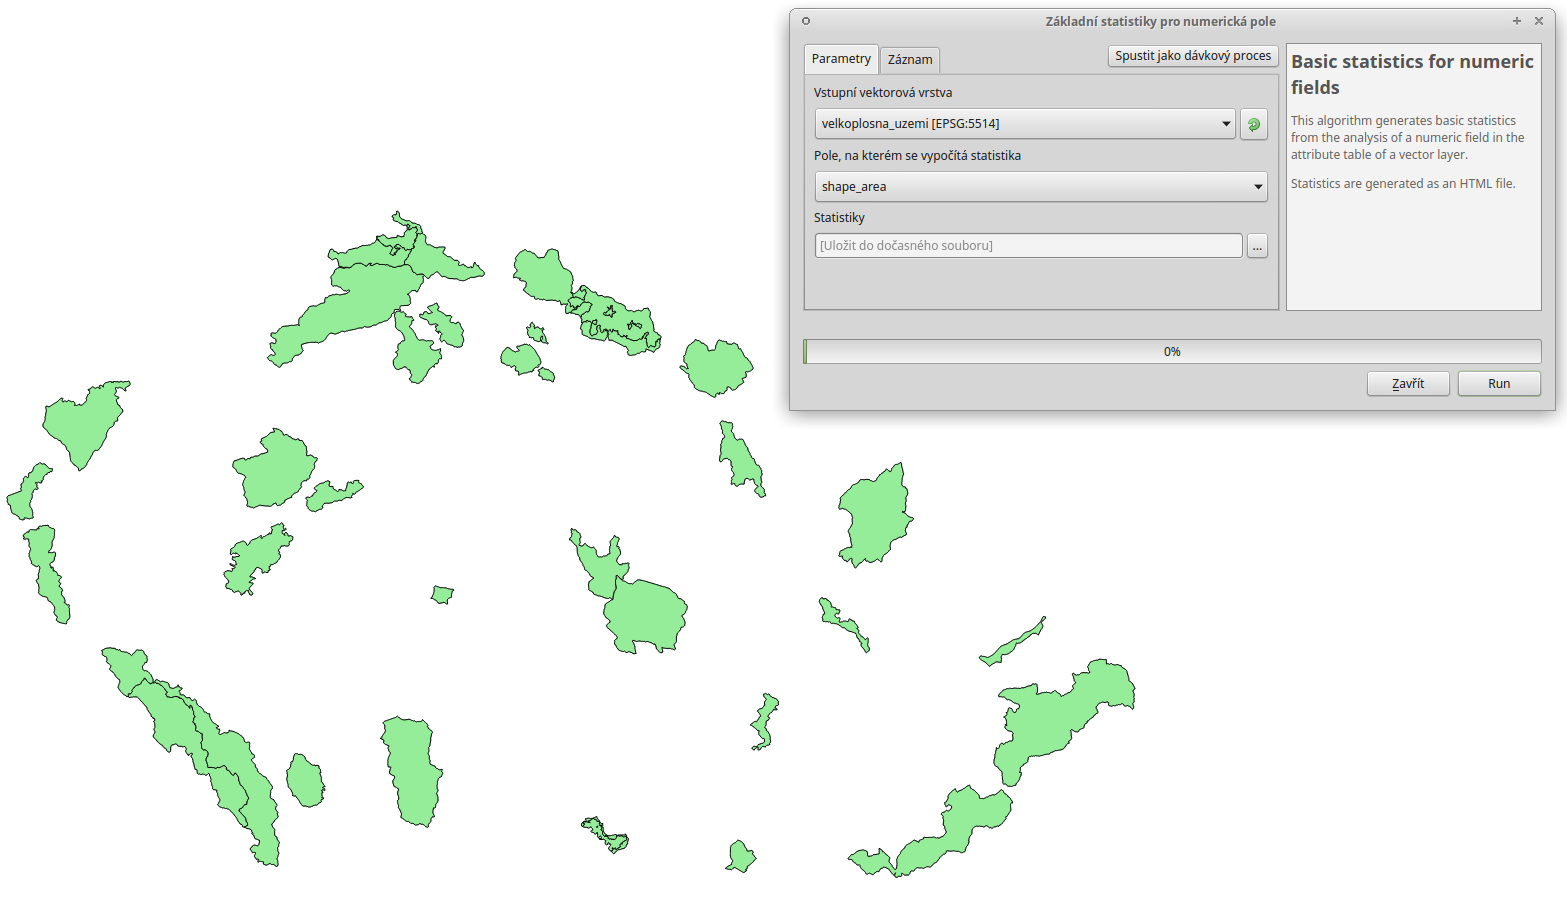 Základní statistiky pro numerická pole
Parametry
Záznam
Spustit jako dávkový proces
Vstupní vektorová vrstva
velkoplosna_uzemi [EPSG:5514]
Pole, na kterém se vypočítá statistika
shape_area
Statistiky
[Uložit do dočasného souboru]
...
Basic statistics for numeric
fields
This algorithm generates basic statistics
from the analysis of a numeric field in the
attribute table of a vector layer.
Statistics are generated as an HTML file.
0%
Zavřít
Run